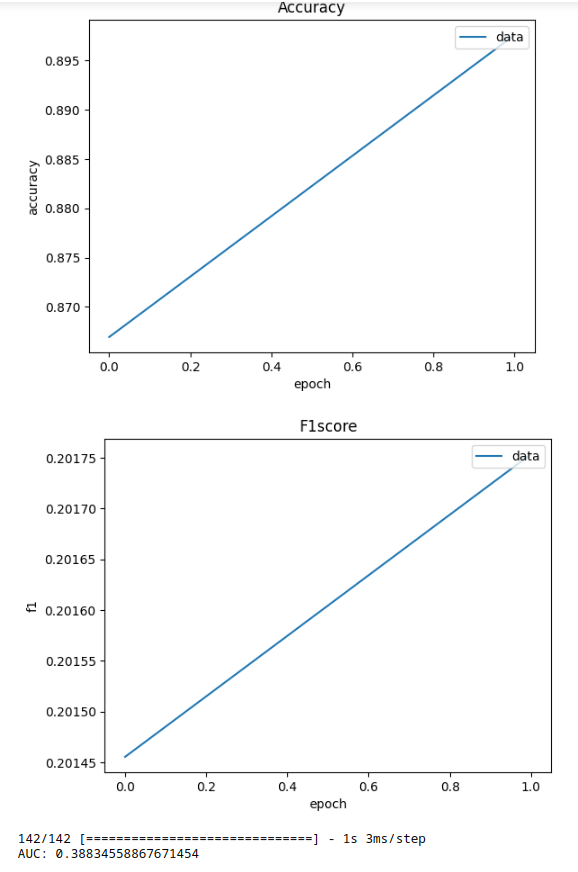 Accuracy
data
0.895
0.890
0.885
0.880
0.875
0.870
accuracy
0.0 0.2 0.4 0.6 0.8 1.0
epoch
F1score
data
0.20175
0.20170
0.20165
0.20160
0.20155
0.20150
0.20145
f1
0.0 0.2 0.4 0.6 0.8 1.0
epoch
142/142 [==============================] - 1s 3ms/step
AUC: 0.38834558867671454